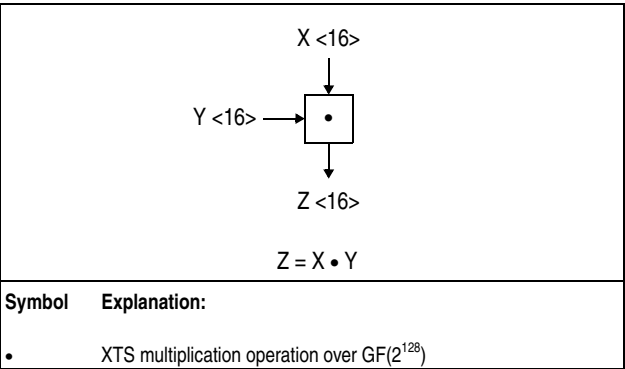 X <16>
Y <16>
•
Z <16>
Z = X • Y
Symbol Explanation:
• XTS multiplication operation over GF(2¹²⁸)